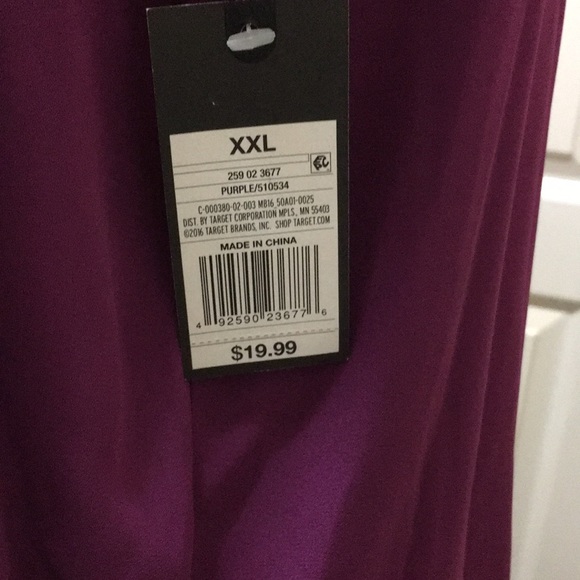 XXL
259 02 3677
PURPLE/510534
C-000380-02-003 MB16 50A01-0025
DIST. BY TARGET CORPORATION MPLS., MN 55403
©2016 TARGET BRANDS, INC. SHOP TARGET.COM
MADE IN CHINA
4 92590 23677 6
$19.99